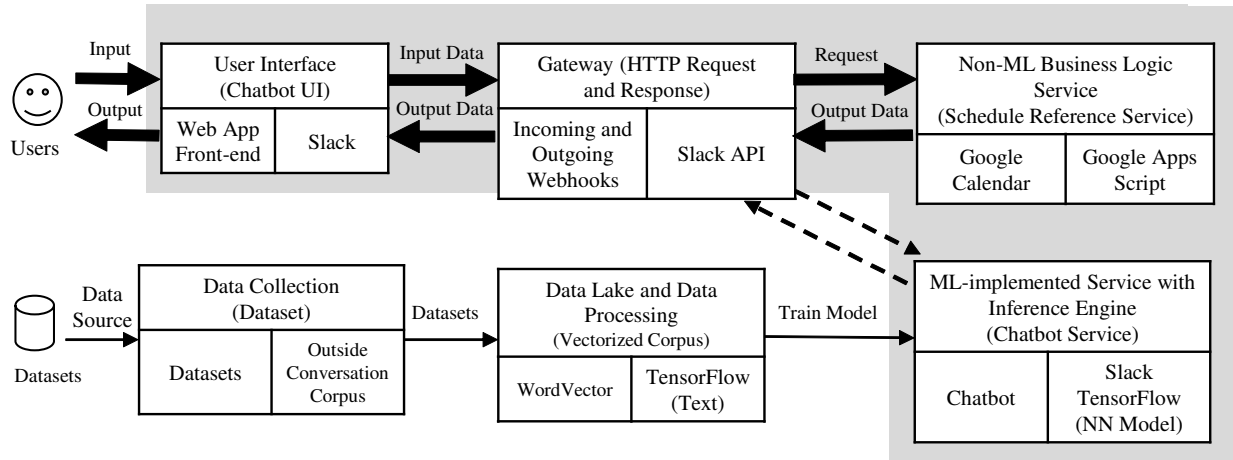 Input
Output
Users
User Interface
(Chatbot UI)
Web App
Front-end
Slack
Input Data
Output Data
Gateway (HTTP Request
and Response)
Incoming and
Outgoing
Webhooks
Slack API
Request
Output Data
Non-ML Business Logic
Service
(Schedule Reference Service)
Google
Calendar
Google Apps
Script
Datasets
Data
Source
Data Collection
(Dataset)
Datasets
Outside
Conversation
Corpus
Datasets
Data Lake and Data
Processing
(Vectorized Corpus)
WordVector
TensorFlow
(Text)
Train Model
ML-implemented Service with
Inference Engine
(Chatbot Service)
Chatbot
Slack
TensorFlow
(NN Model)